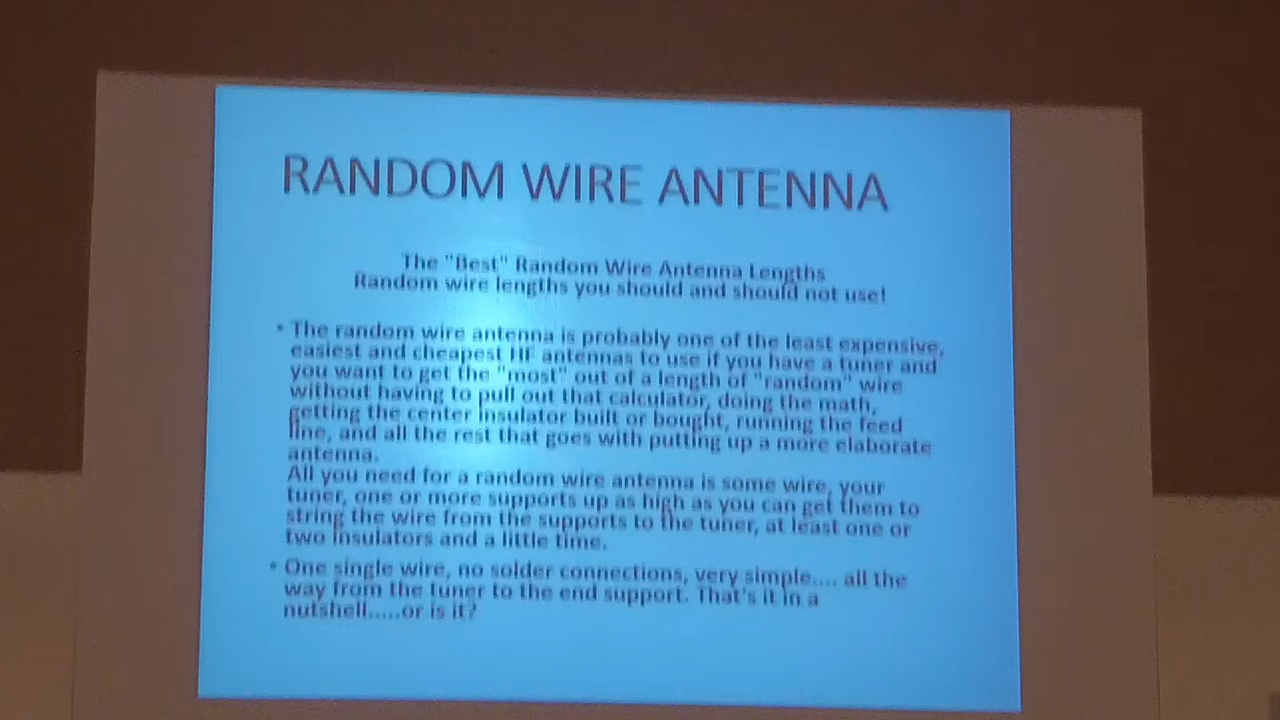 RANDOM WIRE ANTENNA
The "Best" Random Wire Antenna Lengths
Random wire lengths you should and should not use!
• The random wire antenna is probably one of the least expensive,
easiest and cheapest HF antennas to use if you have a tuner and
you want to get the "most" out of a length of "random" wire
without having to pull out that calculator, doing the math,
getting the center insulator built or bought, running the feed
line, and all the rest that goes with putting up a more elaborate
antenna.
All you need for a random wire antenna is some wire, your
tuner, one or more supports up as high as you can get them to
string the wire from the supports to the tuner, at least one or
two insulators and a little time.
• One single wire, no solder connections, very simple.... all the
way from the tuner to the end support. That's it in a
nutshell.....or is it?